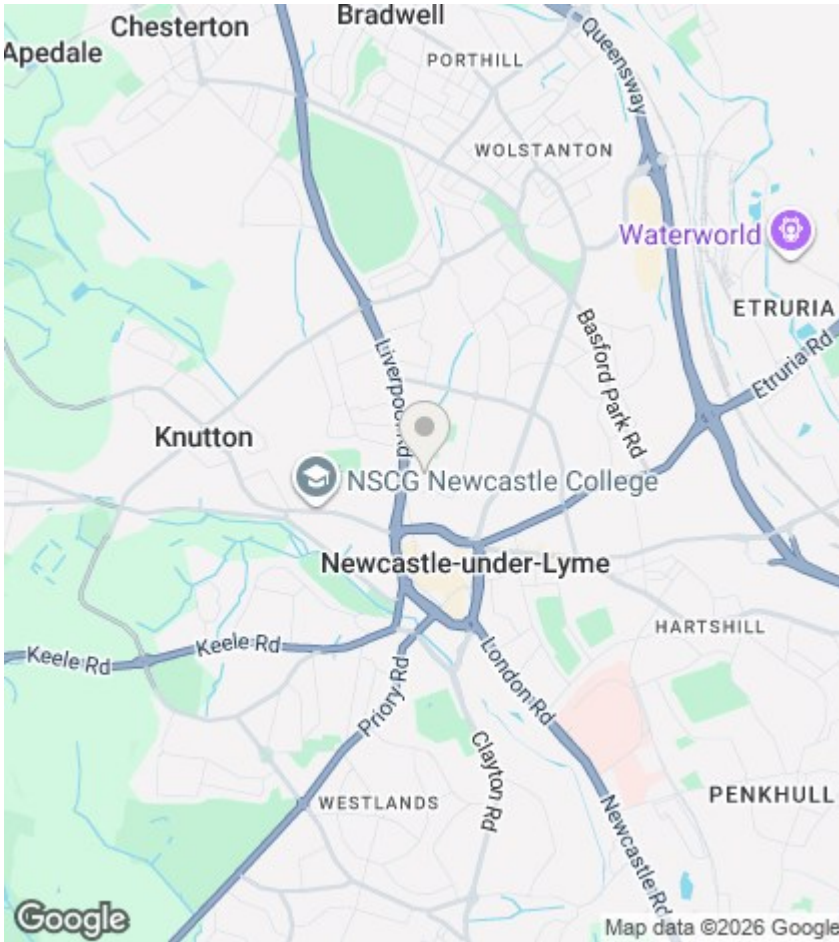 Bradwell
Chesterton
Apedale
PORTHILL
Queensway
WOLSTANTON
Waterworld
ETRURIA
Basford Park Rd
Etruria Rd
Liverpool Rd
Knutton
NSCG Newcastle College
Newcastle-under-Lyme
HARTSHILL
Keele Rd
Keele Rd
Priory Rd
London Rd
Clayton Rd
WESTLANDS
PENKHULL
Newcastle Rd
Google
Map data ©2026 Google